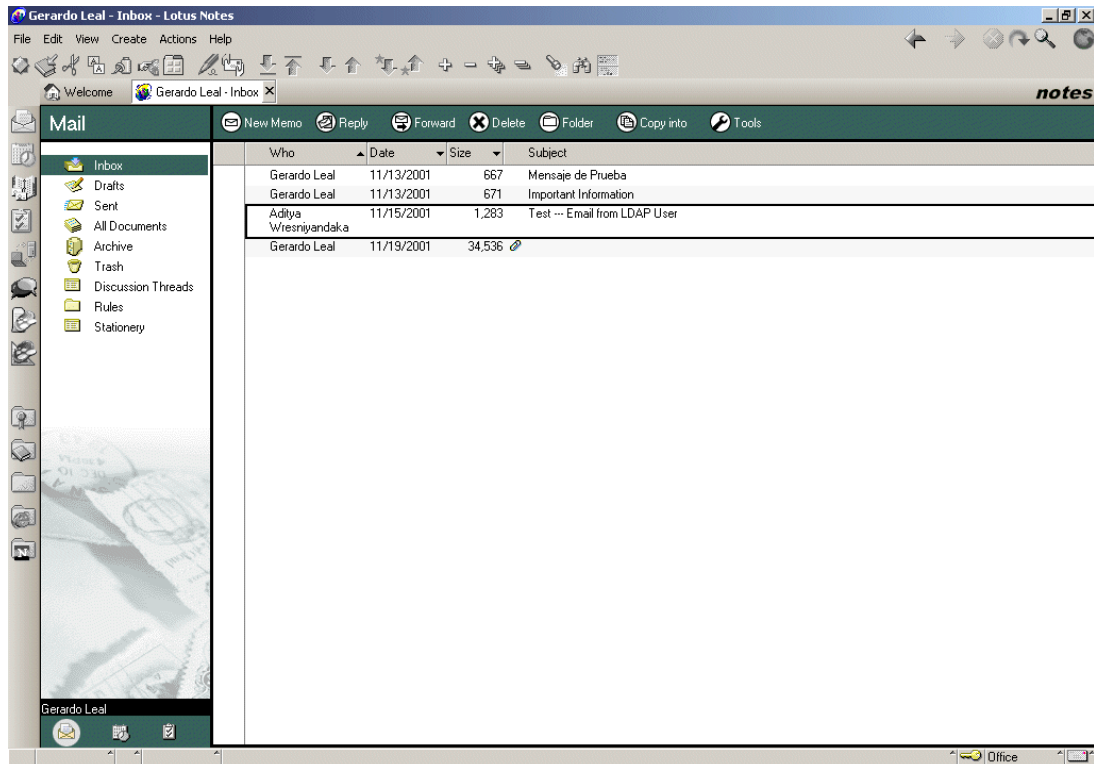 Gerardo Leal - Inbox - Lotus Notes
File Edit View Create Actions Help
Welcome Gerardo Leal - Inbox
notes
Mail
New Memo Reply Forward Delete Folder Copy into Tools
Who Date Size Subject
Inbox
Drafts
Sent
All Documents
Archive
Trash
Discussion Threads
Rules
Stationery
Gerardo Leal 11/13/2001 667 Mensaje de Prueba
Gerardo Leal 11/13/2001 671 Important Information
Aditya 11/15/2001 1,283 Test --- Email from LDAP User
Wresniyandaka
Gerardo Leal 11/19/2001 34,536
Gerardo Leal
Office